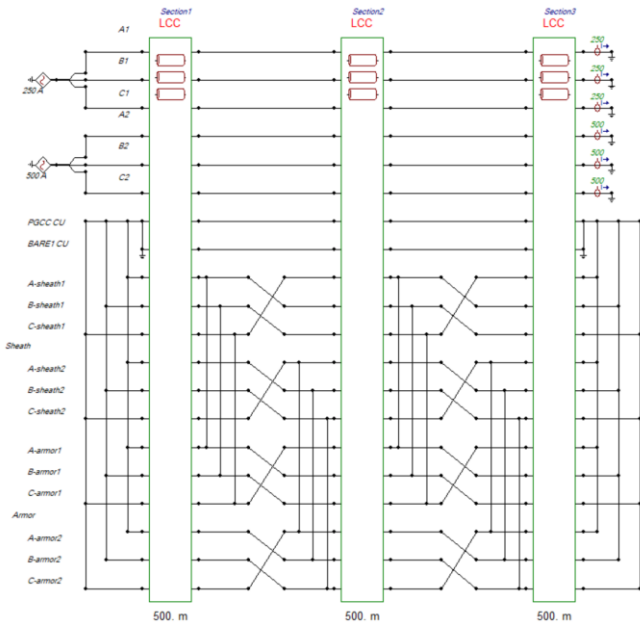 Section1
Section2
Section3
LCC
LCC
LCC
A1
B1
C1
A2
B2
C2
250 A
500 A
250
250
250
500
500
500
PGCC CU
BARE1 CU
A-sheath1
B-sheath1
C-sheath1
Sheath
A-sheath2
B-sheath2
C-sheath2
A-armor1
B-armor1
C-armor1
Armor
A-armor2
B-armor2
C-armor2
500. m
500. m
500. m